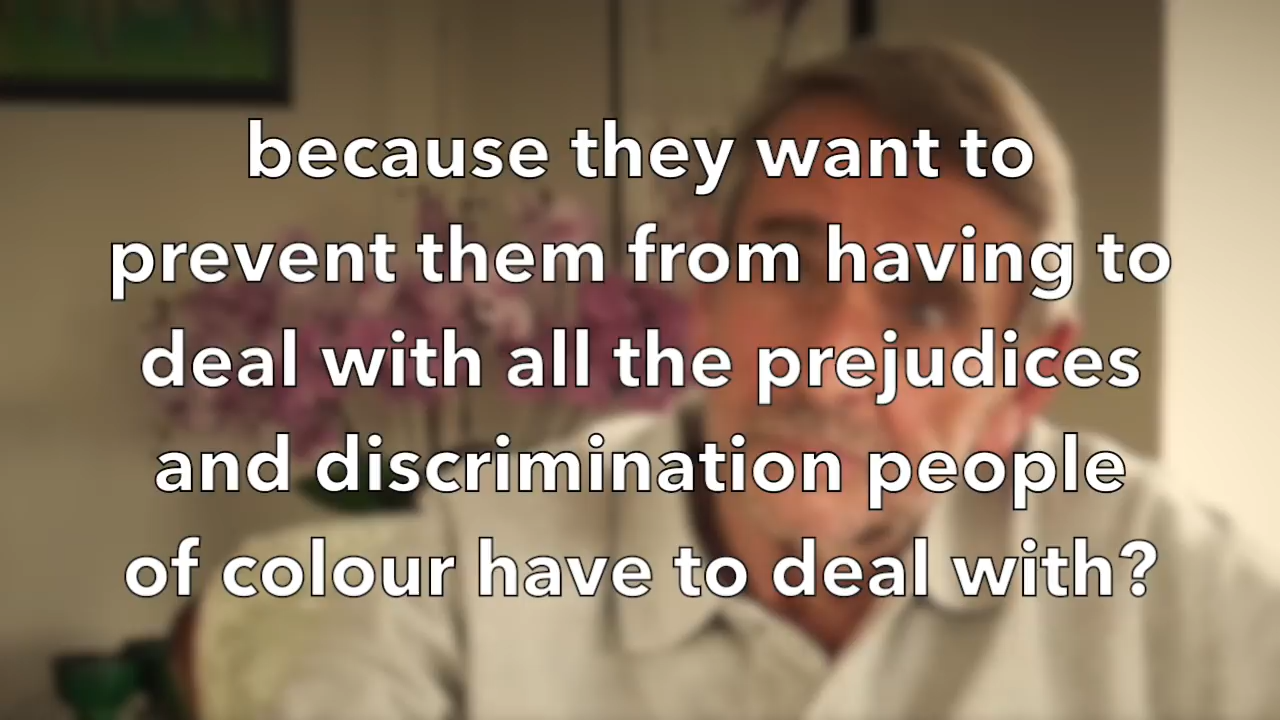 because they want to
prevent them from having to
deal with all the prejudices
and discrimination people
of colour have to deal with?